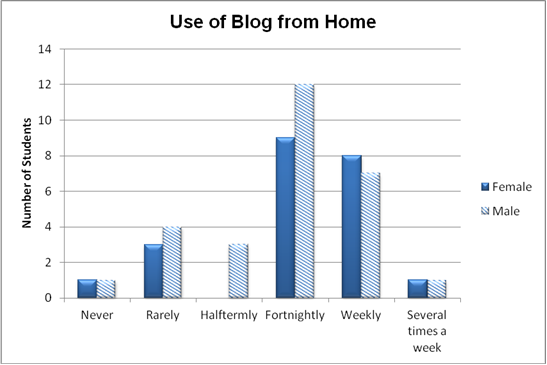 Use of Blog from Home
14
12
10
8
6
4
2
0
Number of Students
Never
Rarely
Halftermly
Fortnightly
Weekly
Several
times a
week
Female
Male